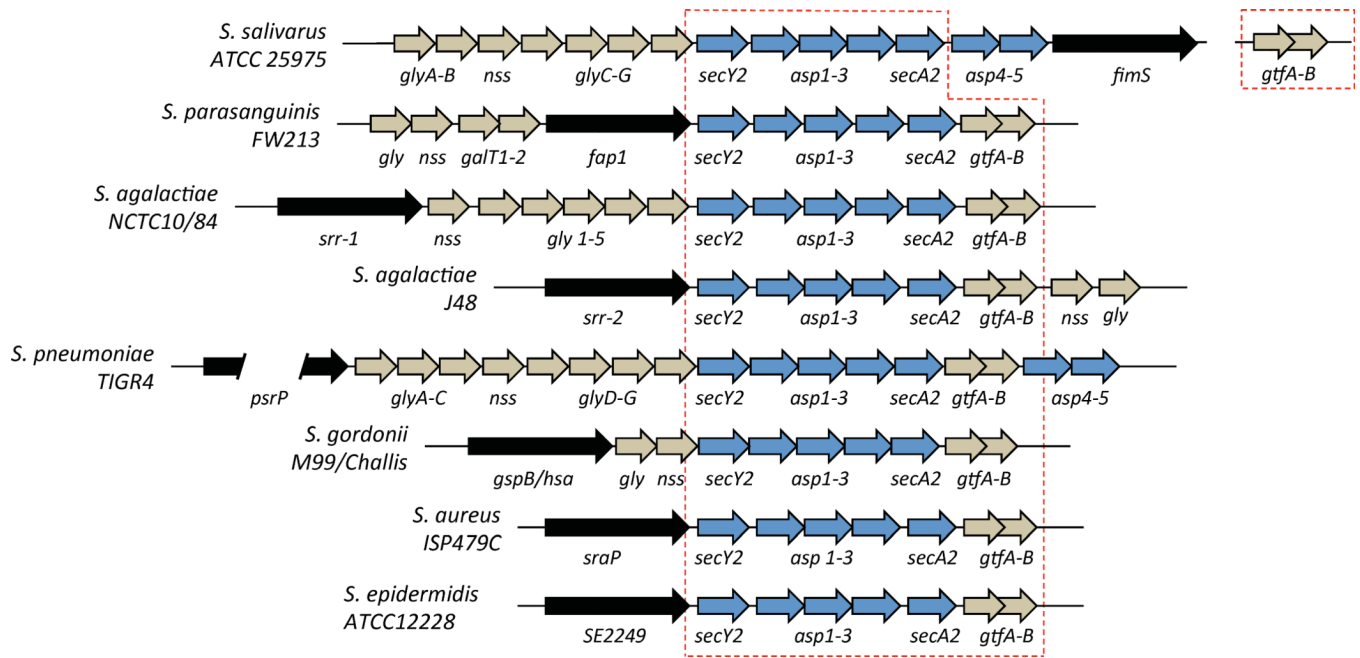 S. salivarus
ATCC 25975
glyA-B nss glyC-G secY2 asp1-3 secA2 asp4-5 fimS gtfA-B
S. parasanguinis
FW213
gly nss galT1-2 fap1 secY2 asp1-3 secA2 gtfA-B
S. agalactiae
NCTC10/84
srr-1 nss gly 1-5 secY2 asp1-3 secA2 gtfA-B
S. agalactiae
J48
srr-2 secY2 asp1-3 secA2 gtfA-B nss gly
S. pneumoniae
TIGR4
psrP glyA-C nss glyD-G secY2 asp1-3 secA2 gtfA-B asp4-5
S. gordonii
M99/Challis
gspB/hsa gly nss secY2 asp1-3 secA2 gtfA-B
S. aureus
ISP479C
sraP secY2 asp 1-3 secA2 gtfA-B
S. epidermidis
ATCC12228
SE2249 secY2 asp1-3 secA2 gtfA-B